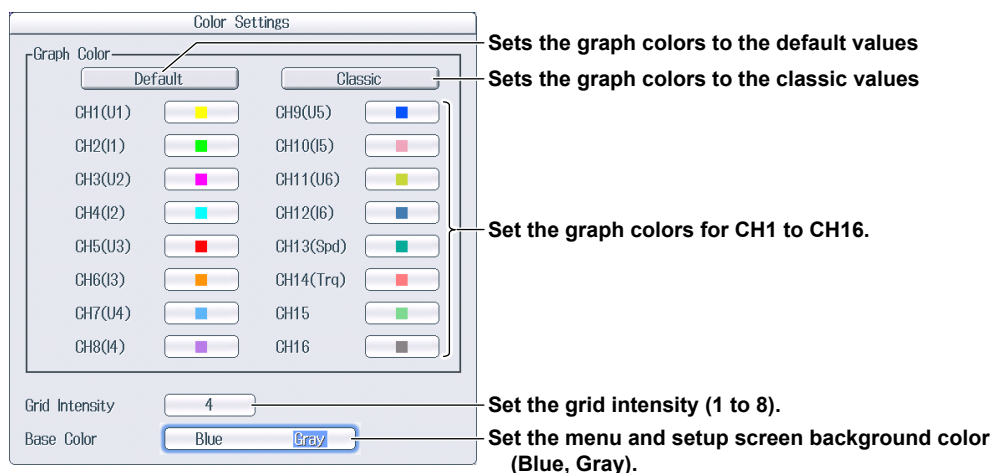 Color Settings
Graph Color
Default
Classic
CH1(U1)
CH9(U5)
CH2(I1)
CH10(I5)
CH3(U2)
CH11(U6)
CH4(I2)
CH12(I6)
CH5(U3)
CH13(Spd)
CH6(I3)
CH14(Trq)
CH7(U4)
CH15
CH8(I4)
CH16
Grid Intensity
4
Base Color
Blue
Gray
Sets the graph colors to the default values
Sets the graph colors to the classic values
Set the graph colors for CH1 to CH16.
Set the grid intensity (1 to 8).
Set the menu and setup screen background color
(Blue, Gray).